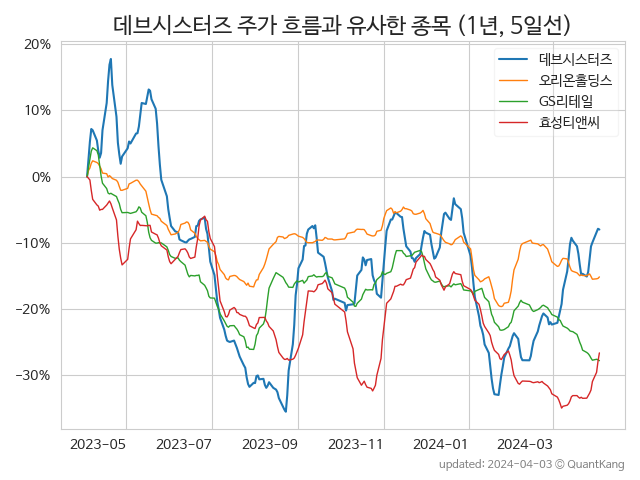 데브시스터즈 주가 흐름과 유사한 종목 (1년, 5일선)
데브시스터즈
오리온홀딩스
GS리테일
효성티앤씨
20%
10%
0%
−10%
−20%
−30%
2023-05 2023-07 2023-09 2023-11 2024-01 2024-03
updated: 2024-04-03 © QuantKang